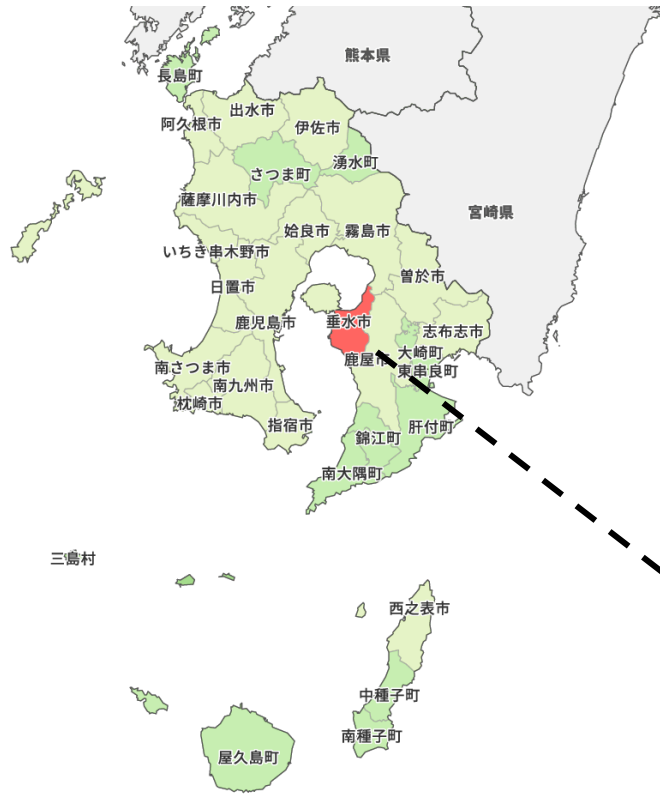 熊本県
長島町
出水市
阿久根市
伊佐市
湧水町
さつま町
薩摩川内市
宮崎県
姶良市
霧島市
いちき串木野市
曽於市
日置市
垂水市
鹿児島市
志布志市
大崎町
鹿屋市
南さつま市
東串良町
南九州市
枕崎市
指宿市
肝付町
錦江町
南大隅町
三島村
西之表市
中種子町
南種子町
屋久島町